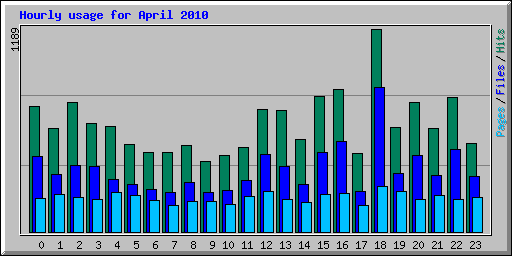 Hourly usage for April 2010
1189
Pages / Files / Hits
0 1 2 3 4 5 6 7 8 9 10 11 12 13 14 15 16 17 18 19 20 21 22 23